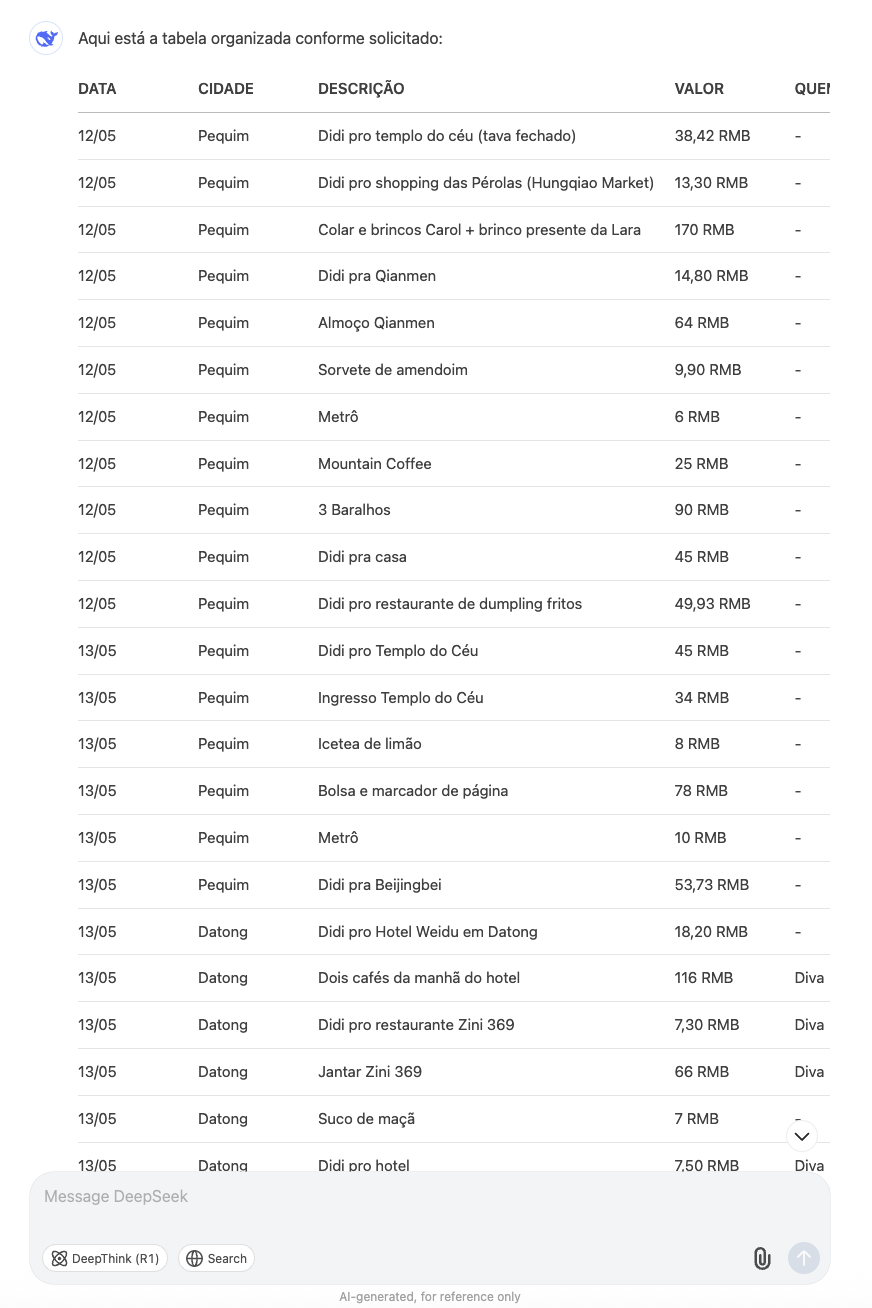 Aqui está a tabela organizada conforme solicitado:
DATA CIDADE DESCRIÇÃO VALOR QUEM
12/05 Pequim Didi pro templo do céu (tava fechado) 38,42 RMB -
12/05 Pequim Didi pro shopping das Pérolas (Hungqiao Market) 13,30 RMB -
12/05 Pequim Colar e brincos Carol + brinco presente da Lara 170 RMB -
12/05 Pequim Didi pra Qianmen 14,80 RMB -
12/05 Pequim Almoço Qianmen 64 RMB -
12/05 Pequim Sorvete de amendoim 9,90 RMB -
12/05 Pequim Metrô 6 RMB -
12/05 Pequim Mountain Coffee 25 RMB -
12/05 Pequim 3 Baralhos 90 RMB -
12/05 Pequim Didi pra casa 45 RMB -
12/05 Pequim Didi pro restaurante de dumpling fritos 49,93 RMB -
13/05 Pequim Didi pro Templo do Céu 45 RMB -
13/05 Pequim Ingresso Templo do Céu 34 RMB -
13/05 Pequim Icetea de limão 8 RMB -
13/05 Pequim Bolsa e marcador de página 78 RMB -
13/05 Pequim Metrô 10 RMB -
13/05 Pequim Didi pra Beijingbei 53,73 RMB -
13/05 Datong Didi pro Hotel Weidu em Datong 18,20 RMB -
13/05 Datong Dois cafés da manhã do hotel 116 RMB Diva
13/05 Datong Didi pro restaurante Zini 369 7,30 RMB Diva
13/05 Datong Jantar Zini 369 66 RMB Diva
13/05 Datong Suco de maçã 7 RMB -
13/05 Datong Didi pro hotel 7,50 RMB Diva
Message DeepSeek
DeepThink (R1) Search
AI-generated, for reference only